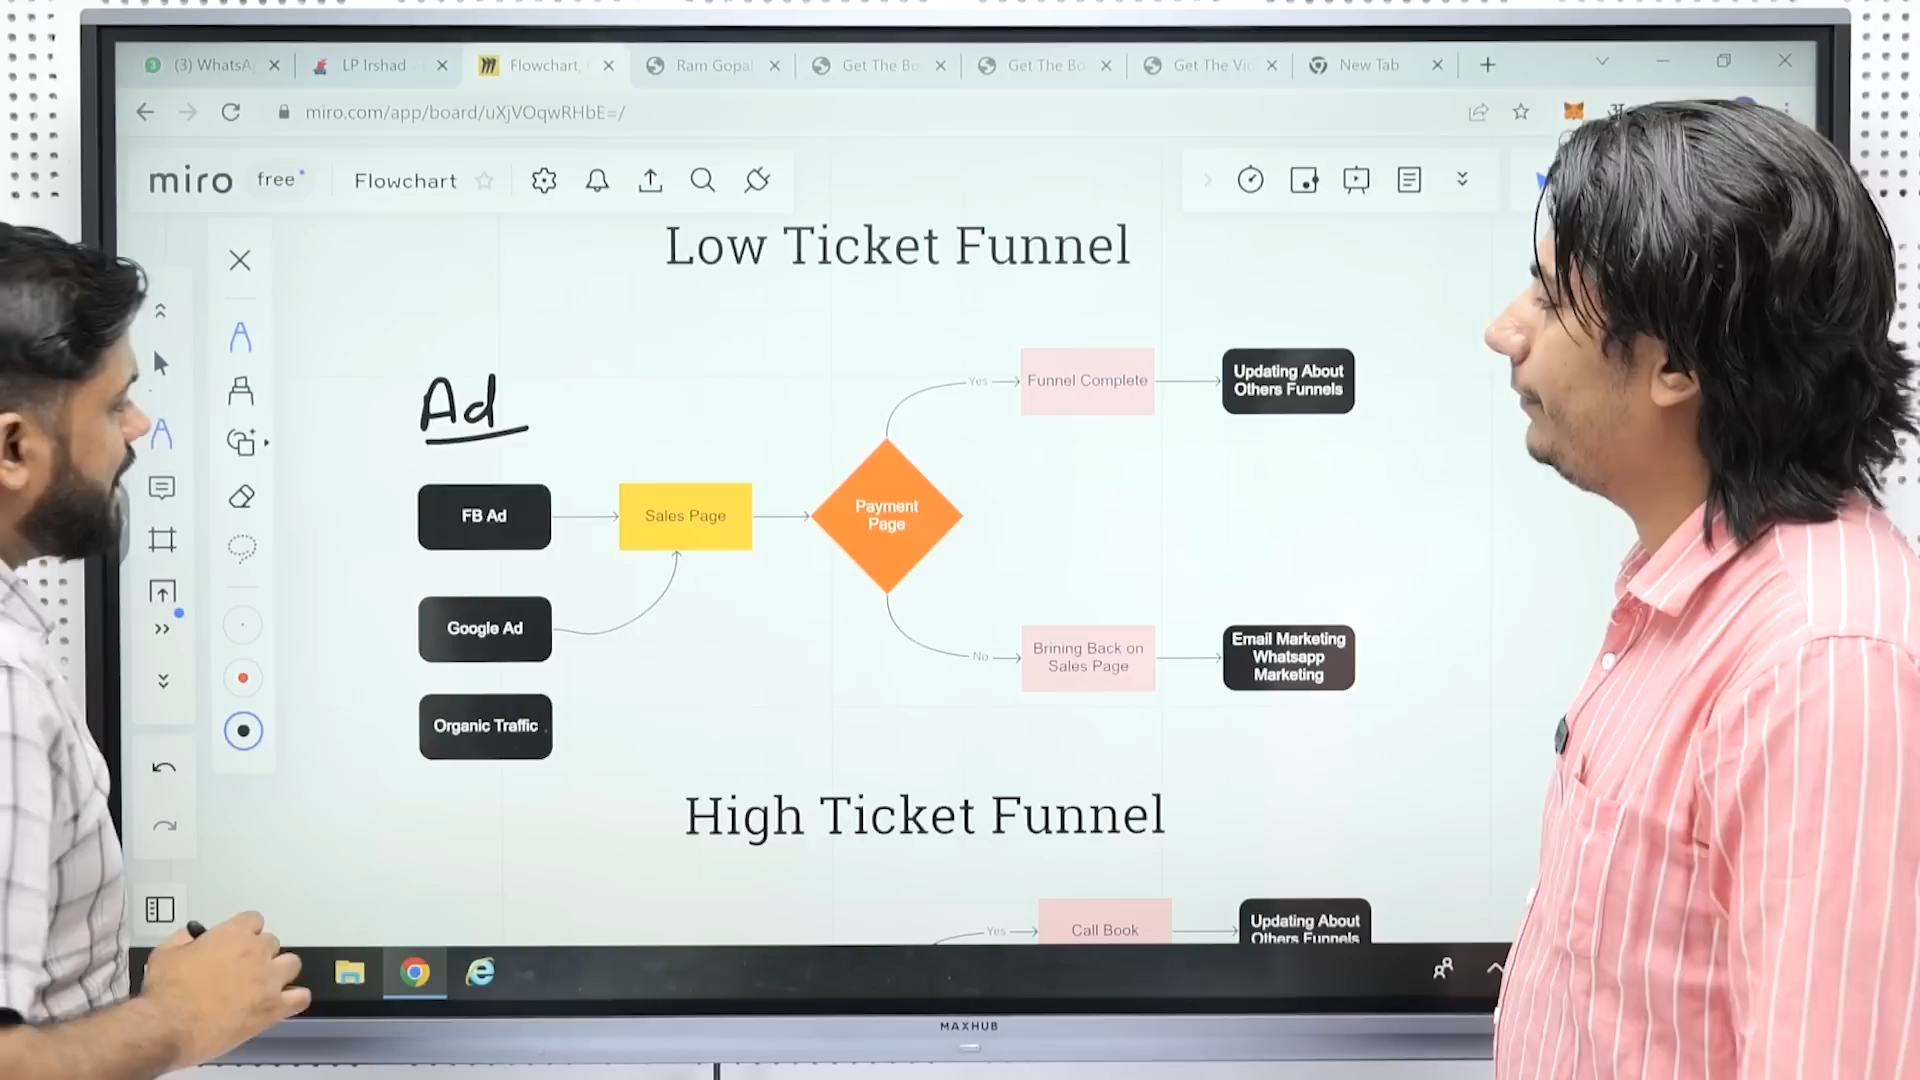 (3) WhatsA
LP Irshad
Flowchart,
Ram Gopal
Get The Bo
Get The Bo
Get The Vi
New Tab
miro.com/app/board/uXjVOqwRHbE=/
miro free Flowchart
Low Ticket Funnel
Ad
FB Ad
Sales Page
Payment
Page
Yes
Funnel Complete
Updating About
Others Funnels
Google Ad
No
Brining Back on
Sales Page
Email Marketing
Whatsapp
Marketing
Organic Traffic
High Ticket Funnel
Yes
Call Book
Updating About
Others Funnels
MAXHUB